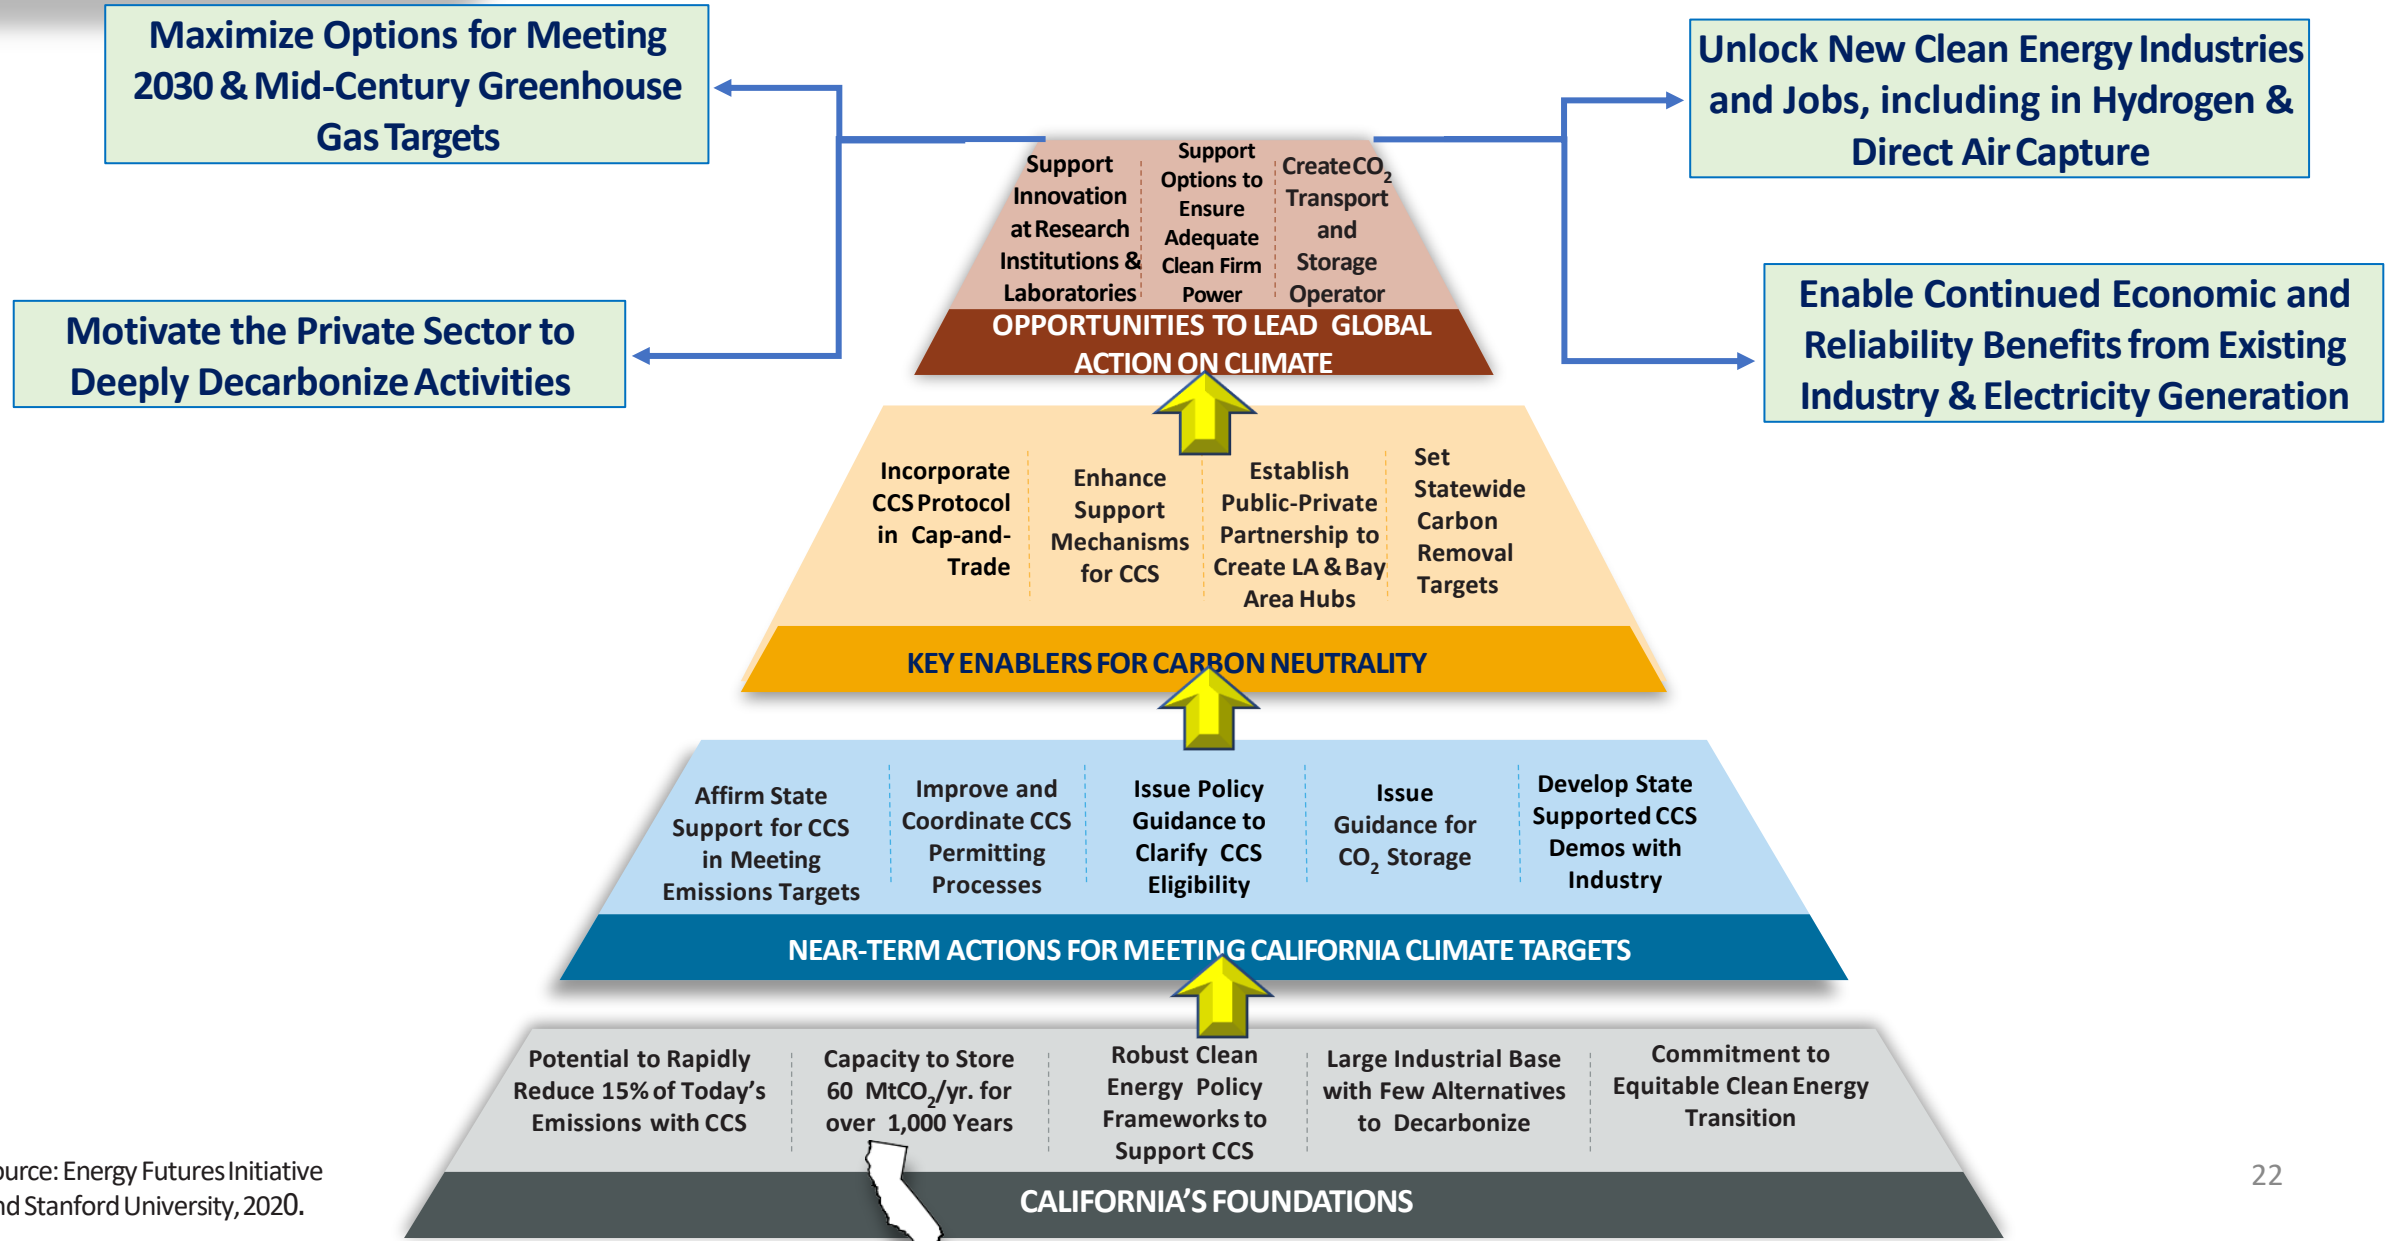 Maximize Options for Meeting
2030 & Mid-Century Greenhouse
Gas Targets
Unlock New Clean Energy Industries
and Jobs, including in Hydrogen &
Direct Air Capture
Motivate the Private Sector to
Deeply Decarbonize Activities
Enable Continued Economic and
Reliability Benefits from Existing
Industry & Electricity Generation
Support
Innovation
at Research
Institutions &
Laboratories
Support
Options to
Ensure
Adequate
Clean Firm
Power
Create CO₂
Transport
and
Storage
Operator
OPPORTUNITIES TO LEAD GLOBAL
ACTION ON CLIMATE
Incorporate
CCS Protocol
in Cap-and-
Trade
Enhance
Support
Mechanisms
for CCS
Establish
Public-Private
Partnership to
Create LA & Bay
Area Hubs
Set
Statewide
Carbon
Removal
Targets
KEY ENABLERS FOR CARBON NEUTRALITY
Affirm State
Support for CCS
in Meeting
Emissions Targets
Improve and
Coordinate CCS
Permitting
Processes
Issue Policy
Guidance to
Clarify CCS
Eligibility
Issue
Guidance for
CO₂ Storage
Develop State
Supported CCS
Demos with
Industry
NEAR-TERM ACTIONS FOR MEETING CALIFORNIA CLIMATE TARGETS
Potential to Rapidly
Reduce 15% of Today's
Emissions with CCS
Capacity to Store
60 MtCO₂/yr. for
over 1,000 Years
Robust Clean
Energy Policy
Frameworks to
Support CCS
Large Industrial Base
with Few Alternatives
to Decarbonize
Commitment to
Equitable Clean Energy
Transition
CALIFORNIA'S FOUNDATIONS
ource: Energy Futures Initiative
nd Stanford University, 2020.
22